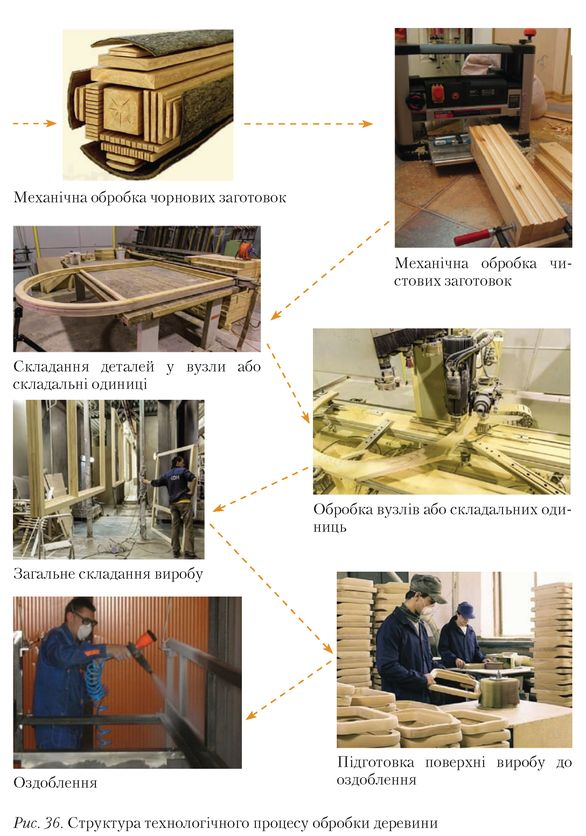 Механічна обробка чорнових заготовок
Механічна обробка чи-
стових заготовок
Складання деталей у вузли або
складальні одиниці
Обробка вузлів або складальних оди-
ниць
Загальне складання виробу
Підготовка поверхні виробу до
оздоблення
Оздоблення
Рис. 36. Структура технологічного процесу обробки деревини